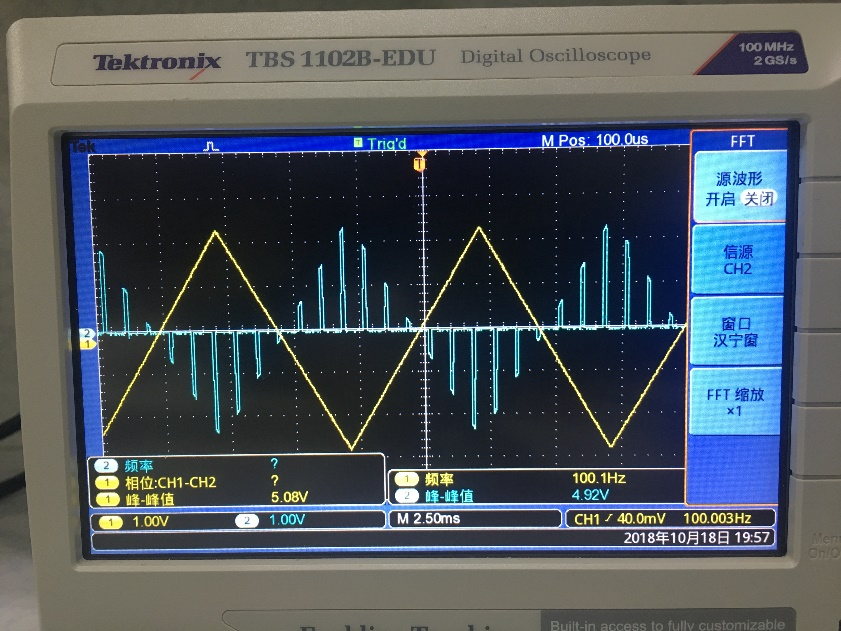 Tektronix TBS 1102B-EDU Digital Oscilloscope
100 MHz
2 GS/s
Tek Trig'd M Pos: 100.0us FFT
T
源波形
开启 关闭
信源
CH2
窗口
汉宁窗
FFT 缩放
×1
2
1
2 频率 ?
1 相位:CH1-CH2 ?
1 峰-峰值 5.08V
1 频率 100.1Hz
2 峰-峰值 4.92V
1 1.00V 2 1.00V M 2.50ms CH1 40.0mV 100.003Hz
2018年10月18日 19:57
Built-in access to fully customizable